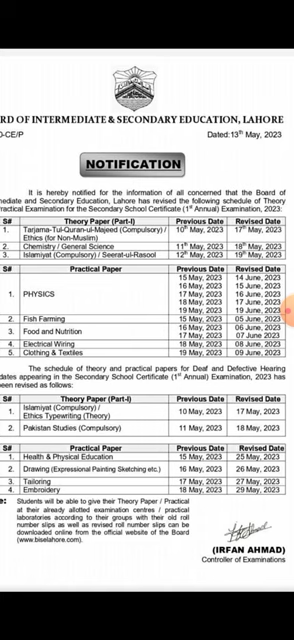 RD OF INTERMEDIATE & SECONDARY EDUCATION, LAHORE
O-CE/P Dated:13th May, 2023
NOTIFICATION
It is hereby notified for the information of all concerned that the Board of
mediate and Secondary Education, Lahore has revised the following schedule of Theory
Practical Examination for the Secondary School Certificate (1st Annual) Examination, 2023:
S# Theory Paper (Part-I) Previous Date Revised Date
1. Tarjama-Tul-Quran-ul-Majeed (Compulsory) / 10th May, 2023 17th May, 2023
Ethics (for Non-Muslim)
2. Chemistry / General Science 11th May, 2023 18th May, 2023
3. Islamiyat (Compulsory) / Seerat-ul-Rasool 12th May, 2023 19th May, 2023
S# Practical Paper Previous Date Revised Date
1. PHYSICS 15 May, 2023 14 June, 2023
16 May, 2023 15 June, 2023
17 May, 2023 16 June, 2023
18 May, 2023 17 June, 2023
19 May, 2023 19 June, 2023
2. Fish Farming 15 May, 2023 05 June, 2023
3. Food and Nutrition 16 May, 2023 06 June, 2023
17 May, 2023 07 June 2023
4. Electrical Wiring 18 May, 2023 08 June, 2023
5. Clothing & Textiles 19 May, 2023 09 June, 2023
The schedule of theory and practical papers for Deaf and Defective Hearing
dates appearing in the Secondary School Certificate (1st Annual) Examination, 2023 has
been revised as follows:
S# Theory Paper (Part-I) Previous Date Revised Date
1. Islamiyat (Compulsory) / 10 May, 2023 17 May, 2023
Ethics Typewriting (Theory)
2. Pakistan Studies (Compulsory) 11 May, 2023 18 May, 2023
S# Practical Paper Previous Date Revised Date
1. Health & Physical Education 15 May, 2023 25 May, 2023
2. Drawing (Expressional Painting Sketching etc.) 16 May, 2023 26 May, 2023
3. Tailoring 17 May, 2023 27 May, 2023
4. Embroidery 18 May, 2023 29 May, 2023
e: Students will be able to give their Theory Paper / Practical
at their already allotted examination centres / practical
laboratories according to their groups with their old roll
number slips as well as revised roll number slips can be
downloaded online from the official website of the Board
(www.biselahore.com).
(IRFAN AHMAD)
Controller of Examinations